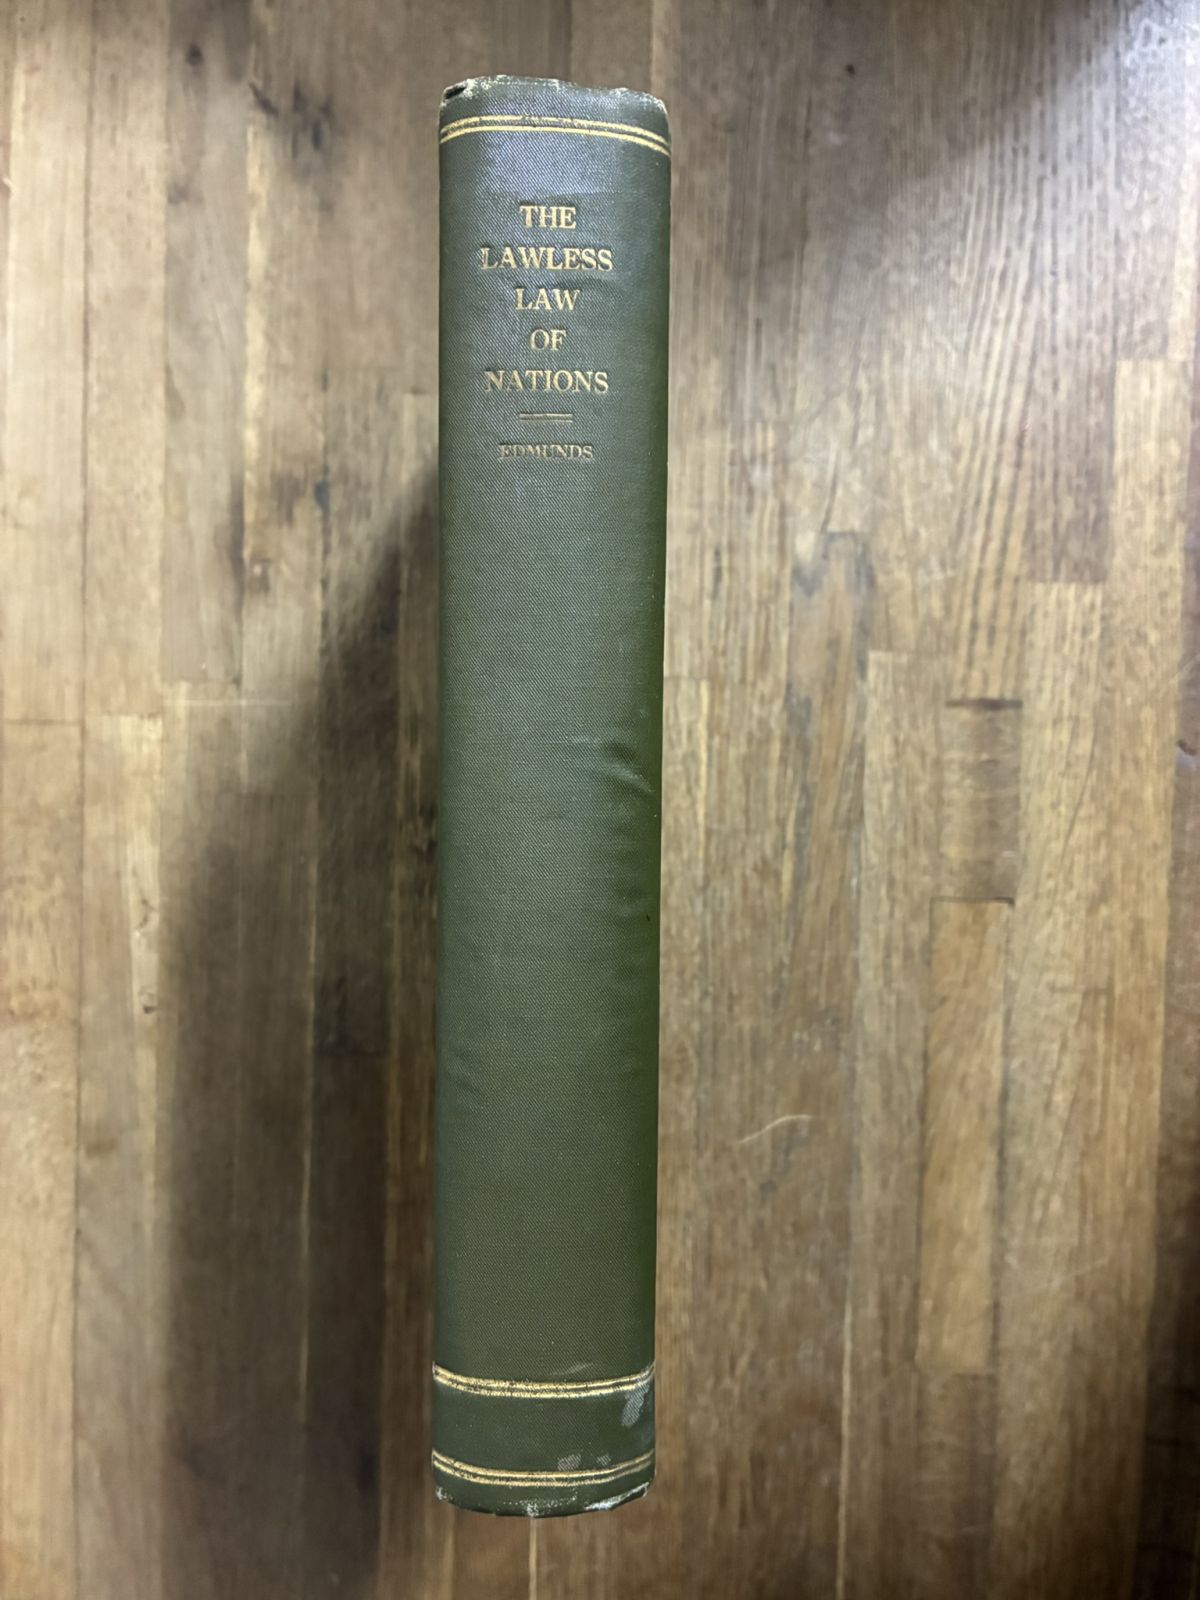 THE
LAWLESS
LAW
OF
NATIONS
EDMUNDS